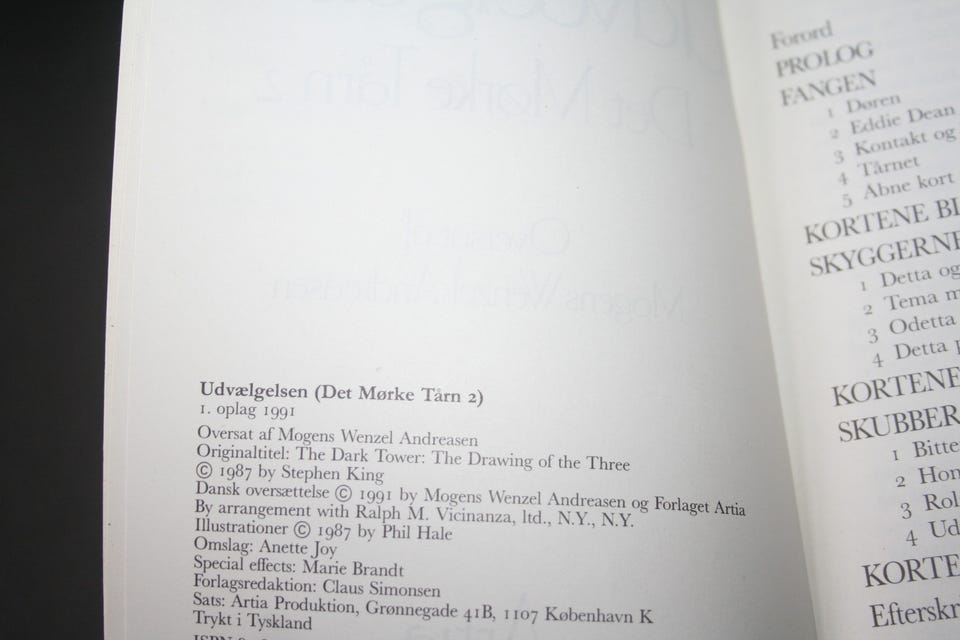 Udvælgelsen (Det Mørke Tårn 2)
1. oplag 1991
Oversat af Mogens Wenzel Andreasen
Originaltitel: The Dark Tower: The Drawing of the Three
© 1987 by Stephen King
Dansk oversættelse © 1991 by Mogens Wenzel Andreasen og Forlaget Artia
By arrangement with Ralph M. Vicinanza, ltd., N.Y., N.Y.
Illustrationer © 1987 by Phil Hale
Omslag: Anette Joy
Special effects: Marie Brandt
Forlagsredaktion: Claus Simonsen
Sats: Artia Produktion, Grønnegade 41B, 1107 København K
Trykt i Tyskland
Forord
PROLOG
FANGEN
1 Døren
2 Eddie Dean
3 Kontakt og
4 Tårnet
5 Åbne kort
KORTENE
SKYGGERNE
1 Detta og
2 Tema
3 Odetta
4 Detta
KORTENE
SKUBBER
1 Bitte
2 Hon
3 Rol
4 Ud
KORTE
Efterskri